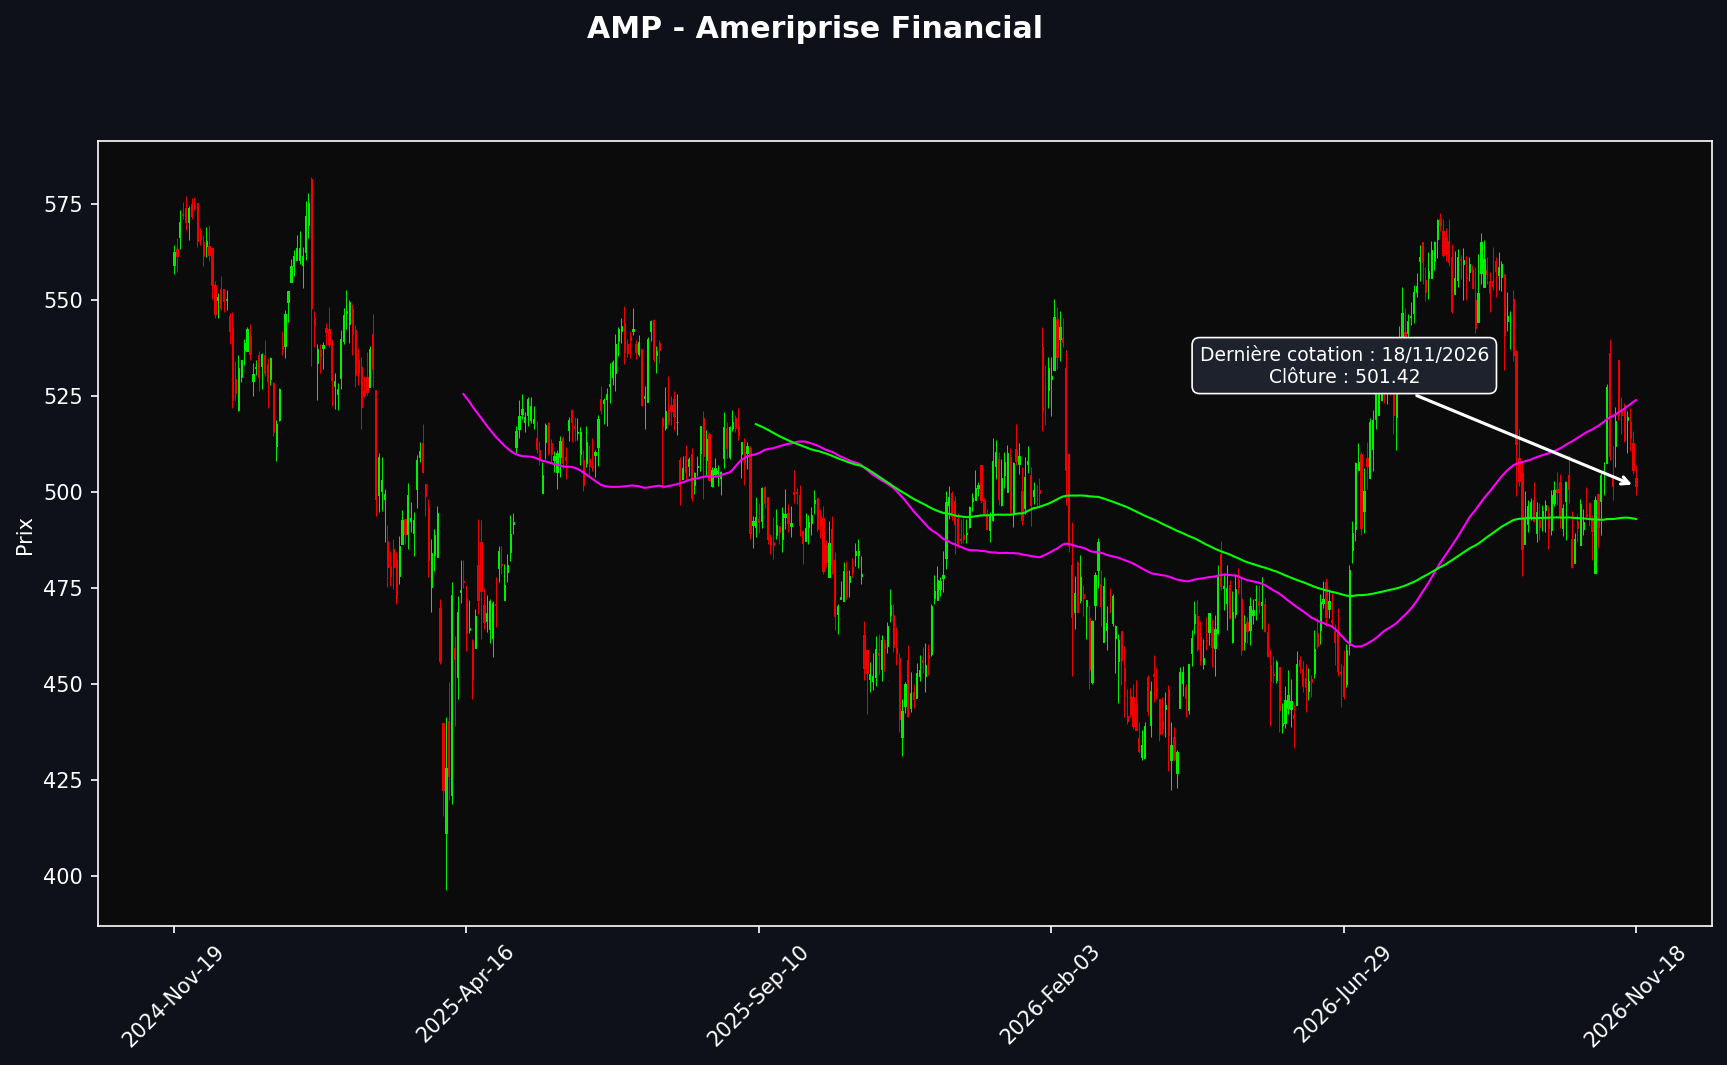 AMP - Ameriprise Financial
575
550
525
500
475
450
425
400
Prix
Dernière cotation : 18/11/2026
Clôture : 501.42
2024-Nov-19
2025-Apr-16
2025-Sep-10
2026-Feb-03
2026-Jun-29
2026-Nov-18